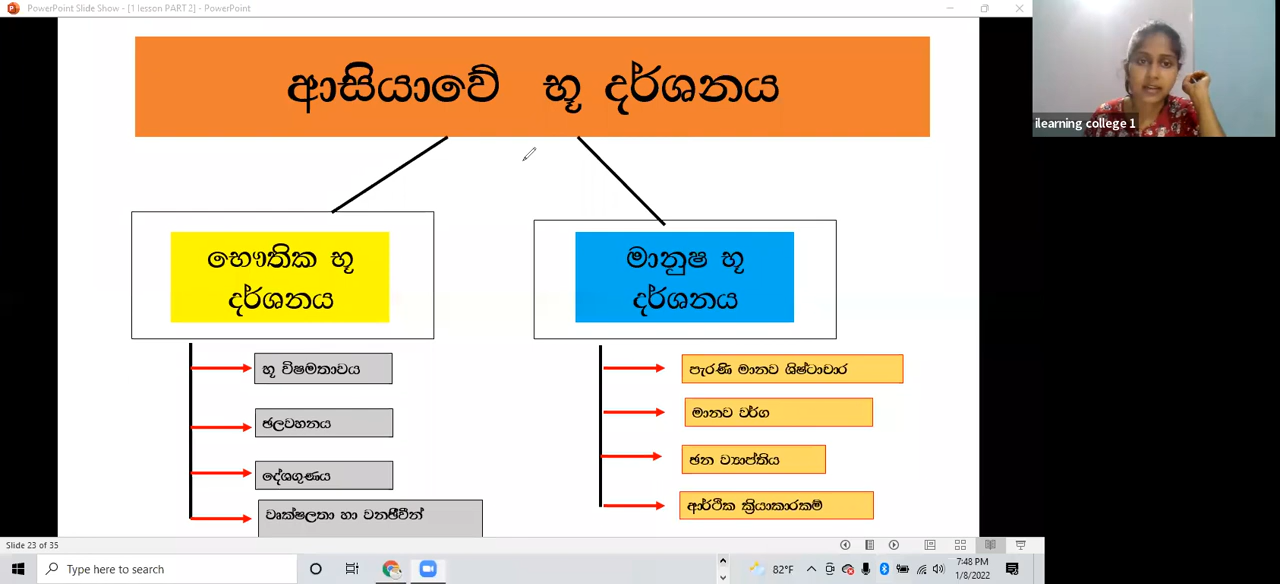 PowerPoint Slide Show - [1 lesson PART 2] - PowerPoint
ආසියාවේ භූ දර්ශනය
ilearning college 1
භෞතික භූ
දර්ශනය
මානුෂ භූ
දර්ශනය
භූ විෂමතාවය
ජලවහනය
දේශගුණය
වෘක්ෂලතා හා වනජීවීන්
පැරණි මානව ශිෂ්ටාචාර
මානව වර්ග
ජන ව්‍යාප්තිය
ආර්ථික ක්‍රියාකාරකම්
Slide 23 of 35
Type here to search
82°F
7:48 PM
1/8/2022